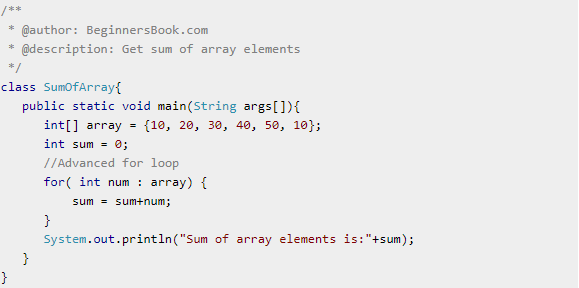 /**
 * @author: BeginnersBook.com
 * @description: Get sum of array elements
 */
class SumOfArray{
   public static void main(String args[]){
      int[] array = {10, 20, 30, 40, 50, 10};
      int sum = 0;
      //Advanced for loop
      for( int num : array) {
          sum = sum+num;
      }
      System.out.println("Sum of array elements is:"+sum);
   }
}